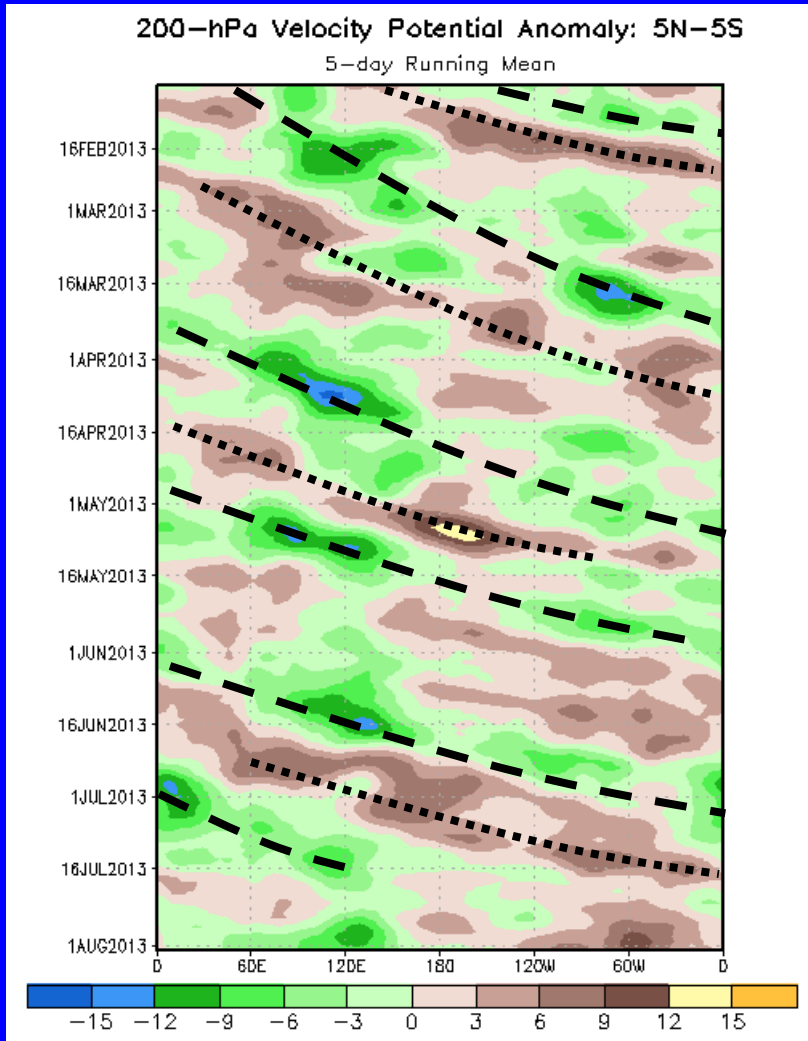 200-hPa Velocity Potential Anomaly: 5N-5S
5-day Running Mean
16FEB2013
1MAR2013
16MAR2013
1APR2013
16APR2013
1MAY2013
16MAY2013
1JUN2013
16JUN2013
1JUL2013
16JUL2013
1AUG2013
0 60E 120E 180 120W 60W 0
-15 -12 -9 -6 -3 0 3 6 9 12 15